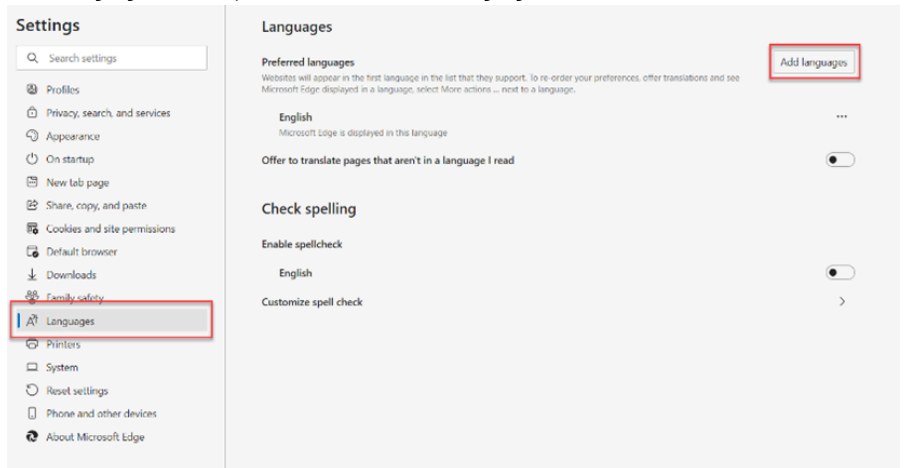 Settings
Search settings
Profiles
Privacy, search, and services
Appearance
On startup
New tab page
Share, copy, and paste
Cookies and site permissions
Default browser
Downloads
Family safety
Languages
Printers
System
Reset settings
Phone and other devices
About Microsoft Edge
Languages
Preferred languages
Add languages
Websites will appear in the first language in the list that they support. To re-order your preferences, offer translations and see
Microsoft Edge displayed in a language, select More actions ... next to a language.
English
Microsoft Edge is displayed in this language
Offer to translate pages that aren't in a language I read
Check spelling
Enable spellcheck
English
Customize spell check